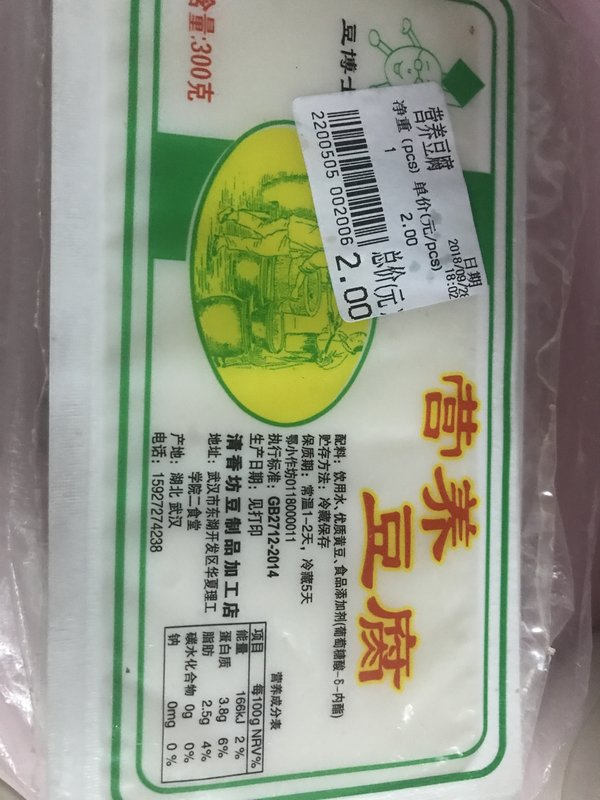 豆博士
含量:300克
营养豆腐
净重(pcs) 单价(元/pcs)
1 2.00
日期
2018/09/28
18:02
总价(元)
2.00
2200505 002006
营养
豆腐
配料：饮用水、优质黄豆、食品添加剂(葡萄糖酸-δ-内酯)
贮存方法：冷藏保存
保质期：常温1-2天，冷藏5天
鄂小作坊0118000011
执行标准：GB2712-2014
生产日期：见打印
清香坊豆制品加工店
地址：武汉市东湖开发区华夏理工
学院二食堂
产地：湖北 武汉
电话：15927274238
营养成分表
项目 每100g NRV%
能量 166kJ 2 %
蛋白质 3.8g 6%
脂肪 2.5g 4%
碳水化合物 0g 0%
钠 0mg 0 %